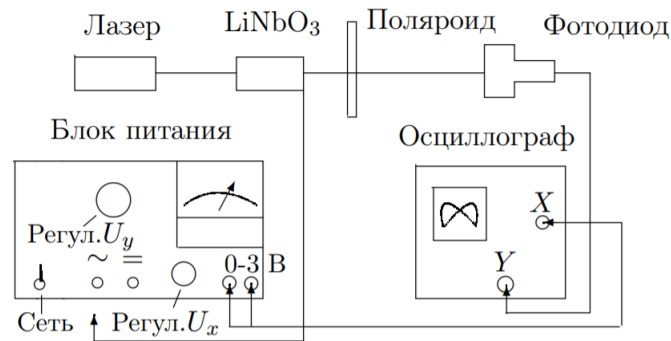 Лазер
LiNbO₃
Поляроид
Фотодиод
Блок питания
Осциллограф
X
Регул.Uy
~ =
0-3 В
Y
Сеть
Регул.Ux